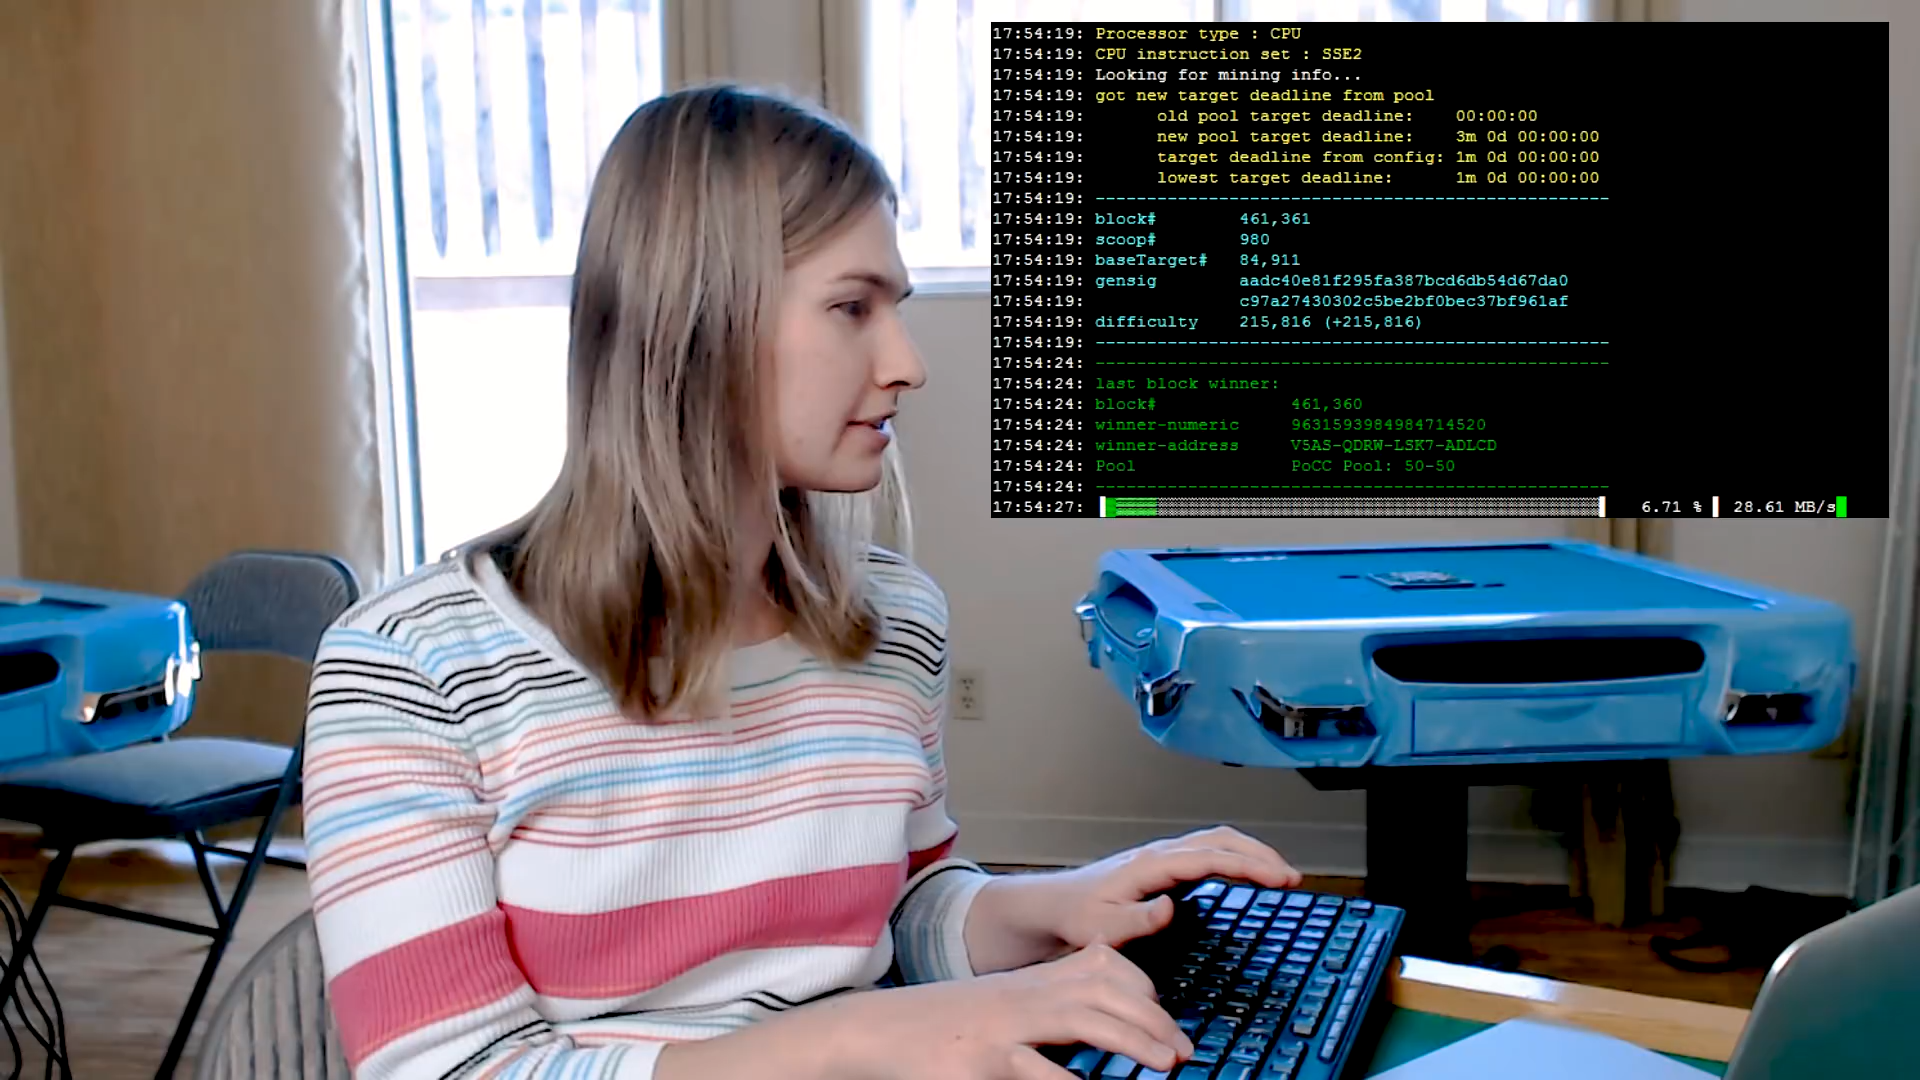 17:54:19: Processor type : CPU
17:54:19: CPU instruction set : SSE2
17:54:19: Looking for mining info...
17:54:19: got new target deadline from pool
17:54:19: old pool target deadline: 00:00:00
17:54:19: new pool target deadline: 3m 0d 00:00:00
17:54:19: target deadline from config: 1m 0d 00:00:00
17:54:19: lowest target deadline: 1m 0d 00:00:00
17:54:19: --------------------------------------------------
17:54:19: block# 461,361
17:54:19: scoop# 980
17:54:19: baseTarget# 84,911
17:54:19: gensig aadc40e81f295fa387bcd6db54d67da0
17:54:19: c97a27430302c5be2bf0bec37bf961af
17:54:19: difficulty 215,816 (+215,816)
17:54:19: --------------------------------------------------
17:54:24: --------------------------------------------------
17:54:24: last block winner:
17:54:24: block# 461,360
17:54:24: winner-numeric 9631593984984714520
17:54:24: winner-address V5AS-QDRW-LSK7-ADLCD
17:54:24: Pool PoCC Pool: 50-50
17:54:24: --------------------------------------------------
17:54:27: 6.71 % 28.61 MB/s